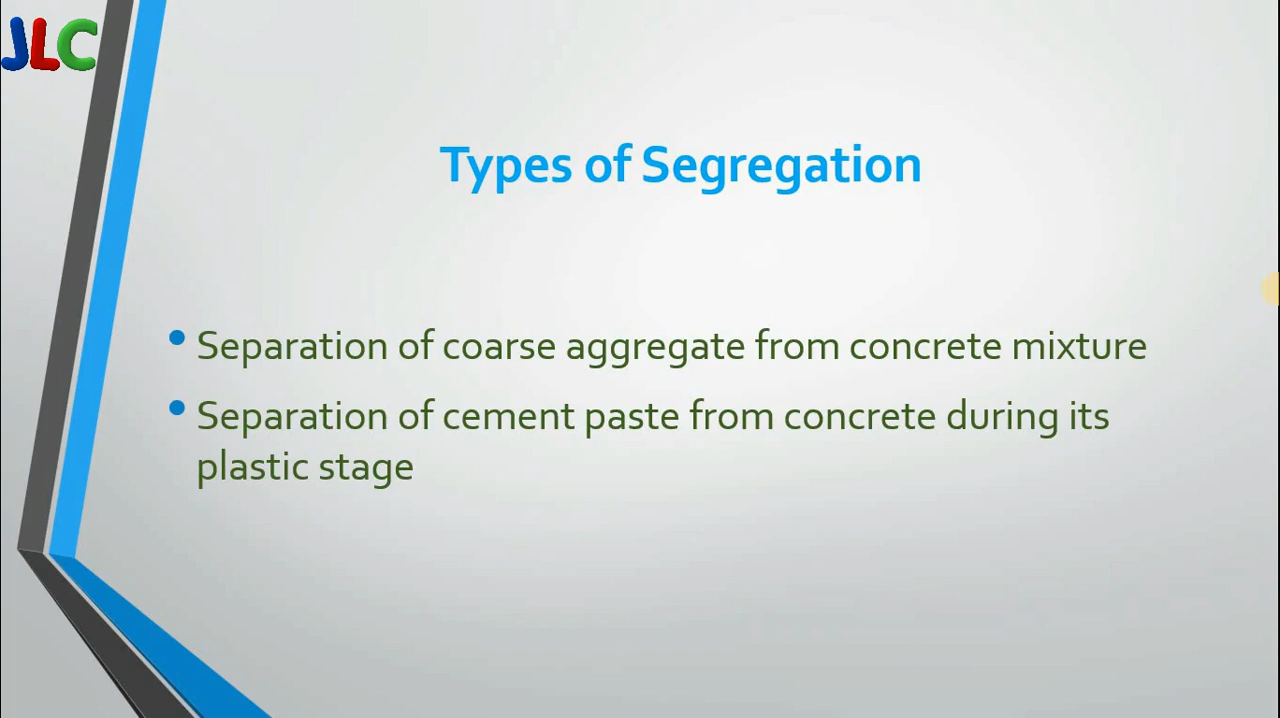 JLC
Types of Segregation
• Separation of coarse aggregate from concrete mixture
• Separation of cement paste from concrete during its
plastic stage